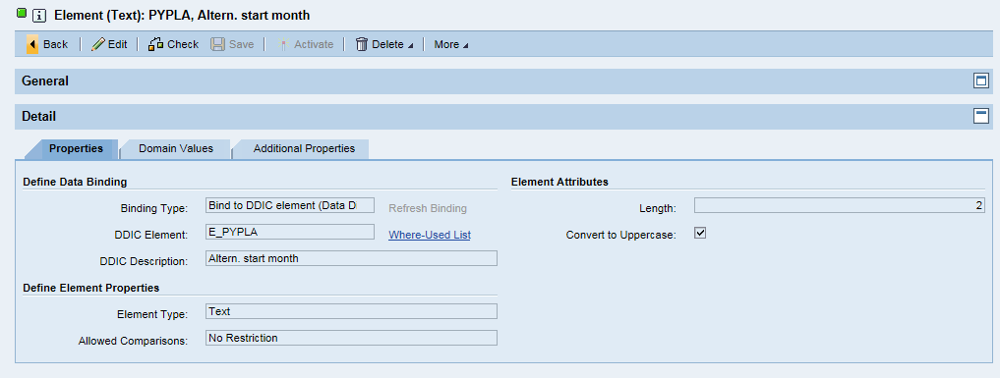 Element (Text): PYPLA, Altern. start month
Back Edit Check Save Activate Delete More
General
Detail
Properties Domain Values Additional Properties
Define Data Binding
Binding Type: Bind to DDIC element (Data D Refresh Binding
DDIC Element: E_PYPLA Where-Used List
DDIC Description: Altern. start month
Define Element Properties
Element Type: Text
Allowed Comparisons: No Restriction
Element Attributes
Length: 2
Convert to Uppercase: